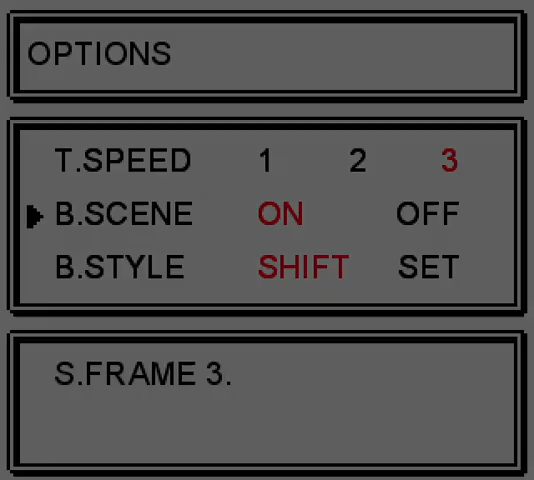 OPTIONS
T.SPEED 1 2 3
B.SCENE ON OFF
B.STYLE SHIFT SET
S.FRAME 3.